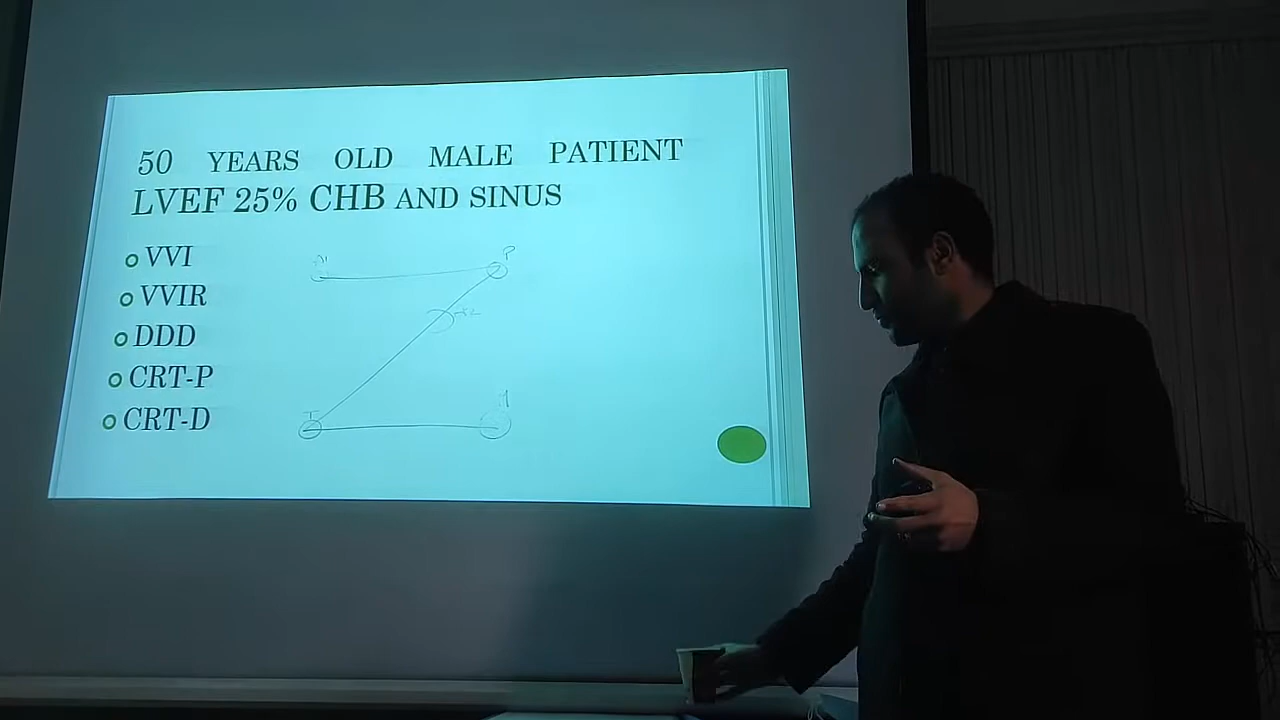 50 YEARS OLD MALE PATIENT
LVEF 25% CHB AND SINUS
VVI
VVIR
DDD
CRT-P
CRT-D
P
I